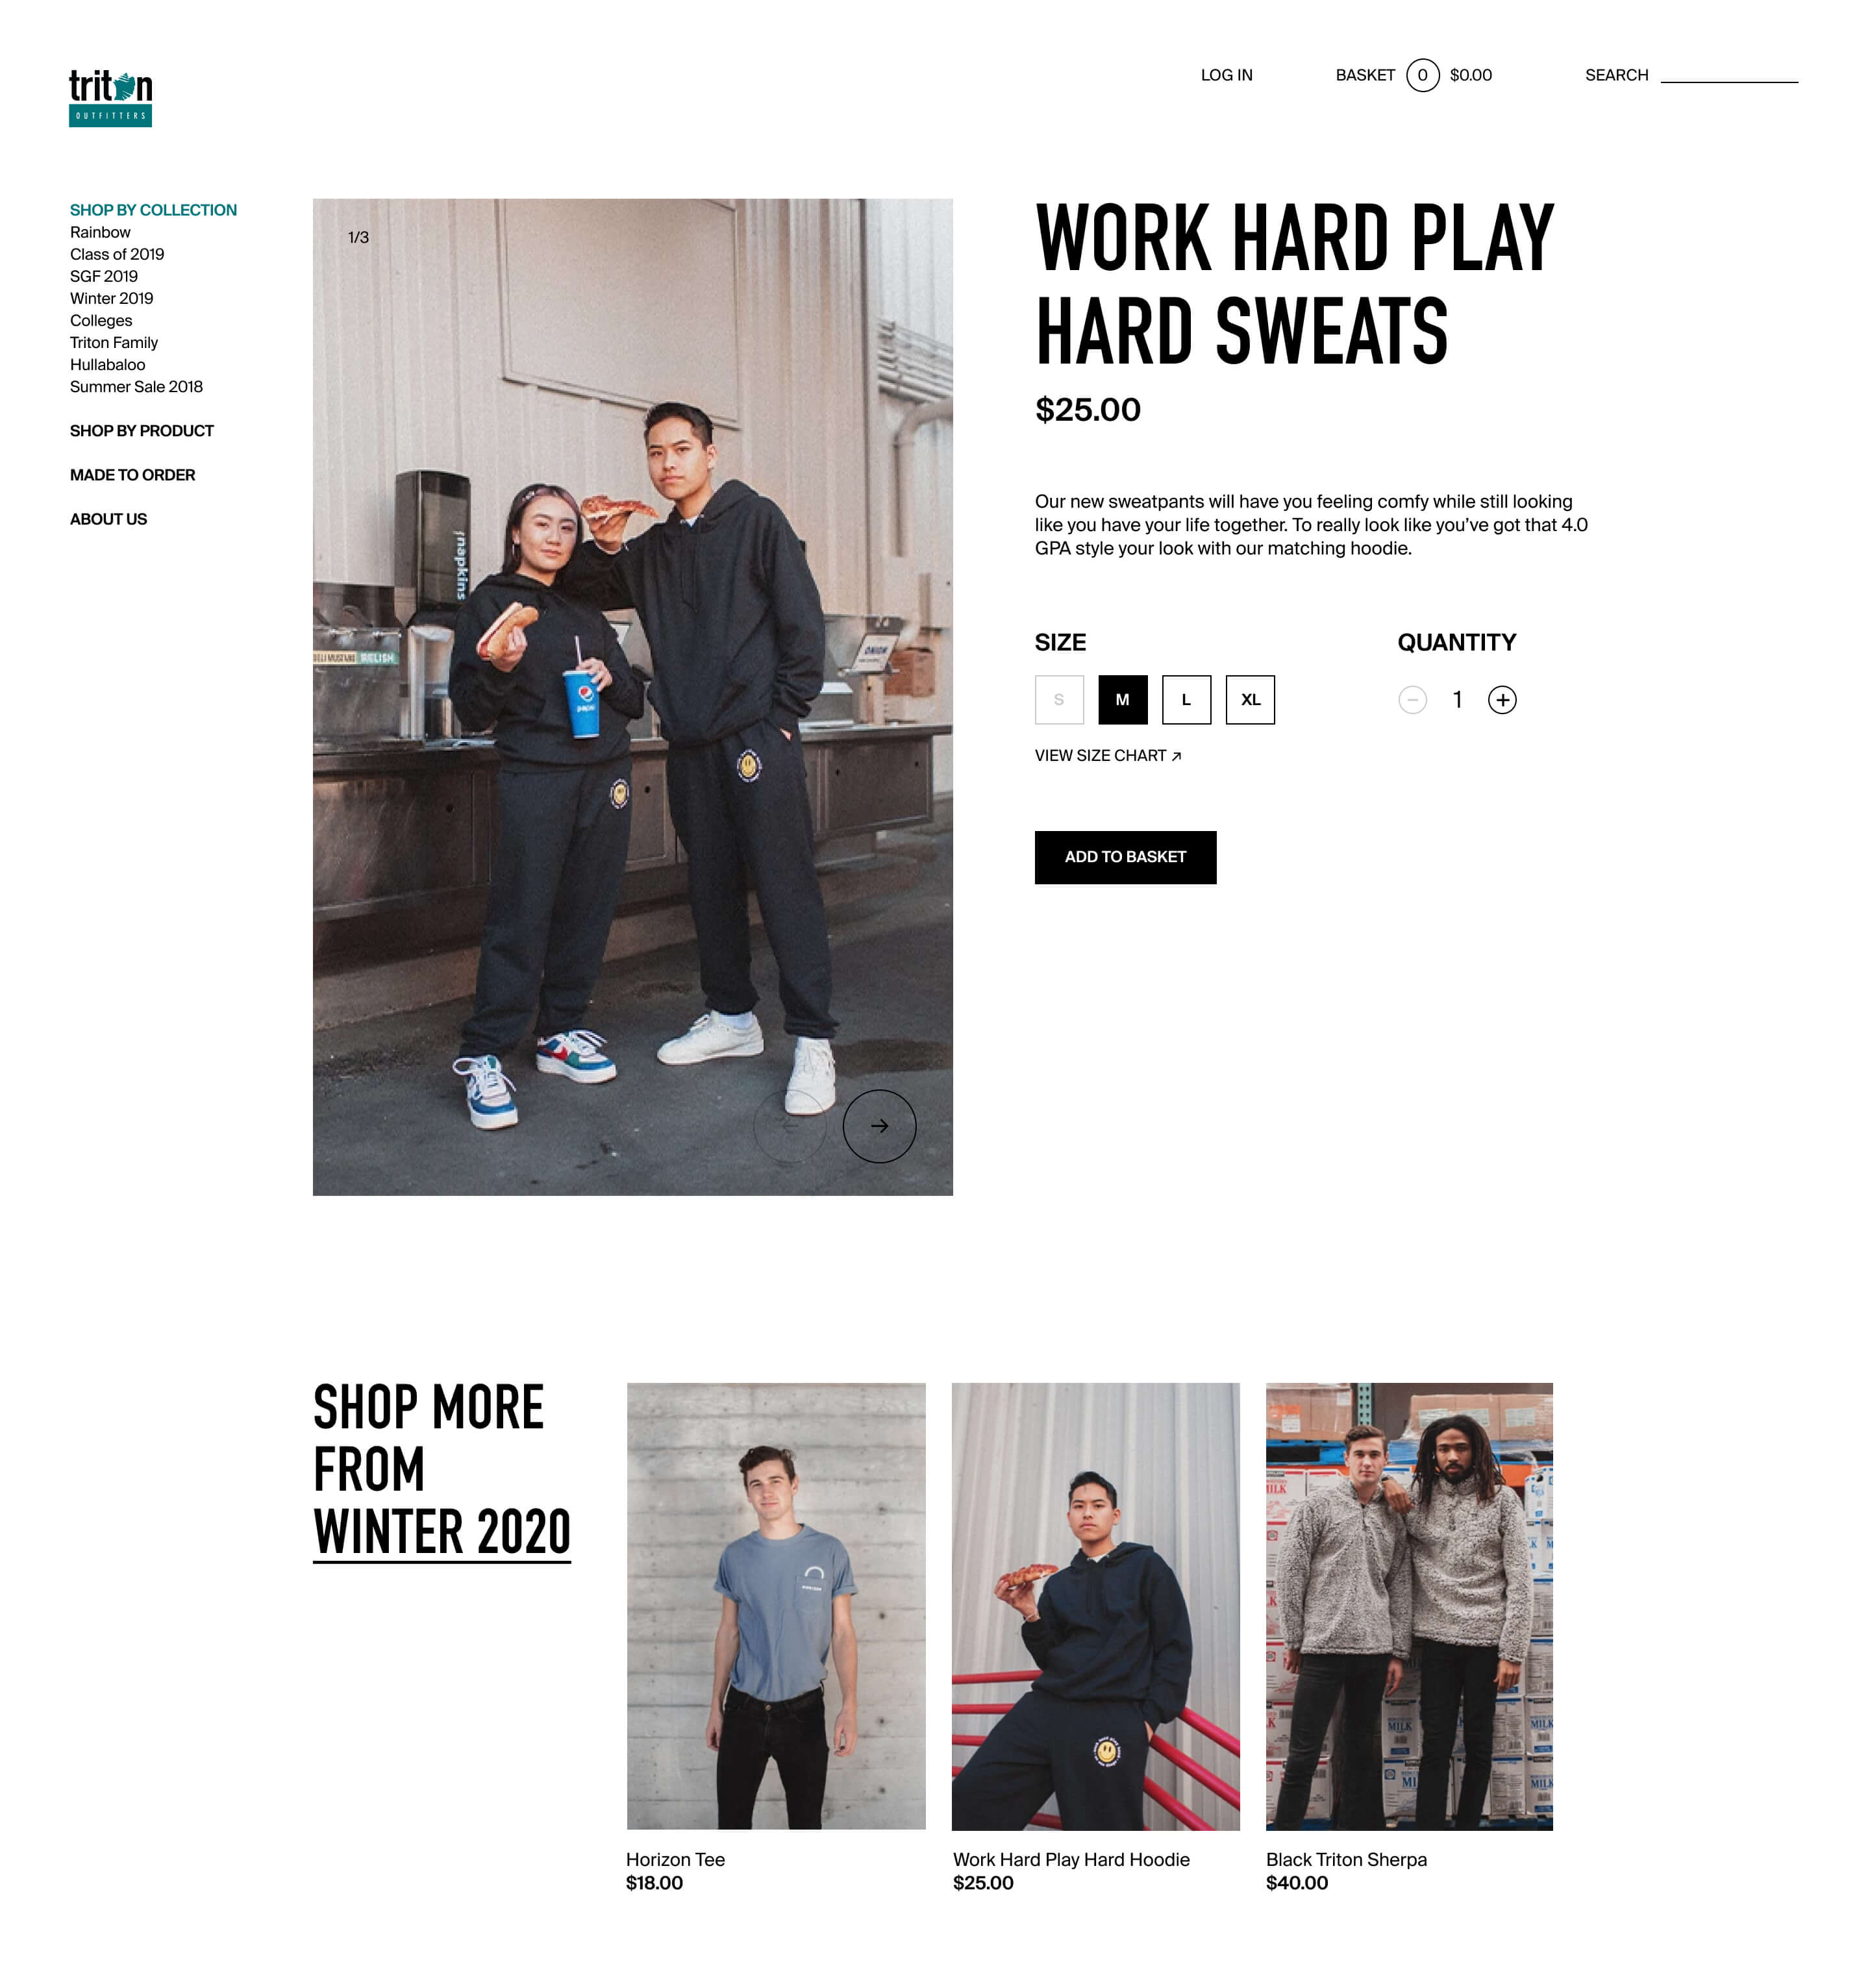 triton
OUTFITTERS
LOG IN
BASKET 0 $0.00
SEARCH
SHOP BY COLLECTION
Rainbow
Class of 2019
SGF 2019
Winter 2019
Colleges
Triton Family
Hullabaloo
Summer Sale 2018
SHOP BY PRODUCT
MADE TO ORDER
ABOUT US
1/3
napkins
RELISH
ONION
pepsi
WORK HARD PLAY
HARD SWEATS
$25.00
Our new sweatpants will have you feeling comfy while still looking
like you have your life together. To really look like you’ve got that 4.0
GPA style your look with our matching hoodie.
SIZE
S M L XL
VIEW SIZE CHART ↗
QUANTITY
− 1 +
ADD TO BASKET
SHOP MORE
FROM
WINTER 2020
HORIZON
MILK
MILK
MILK
Horizon Tee
$18.00
Work Hard Play Hard Hoodie
$25.00
Black Triton Sherpa
$40.00